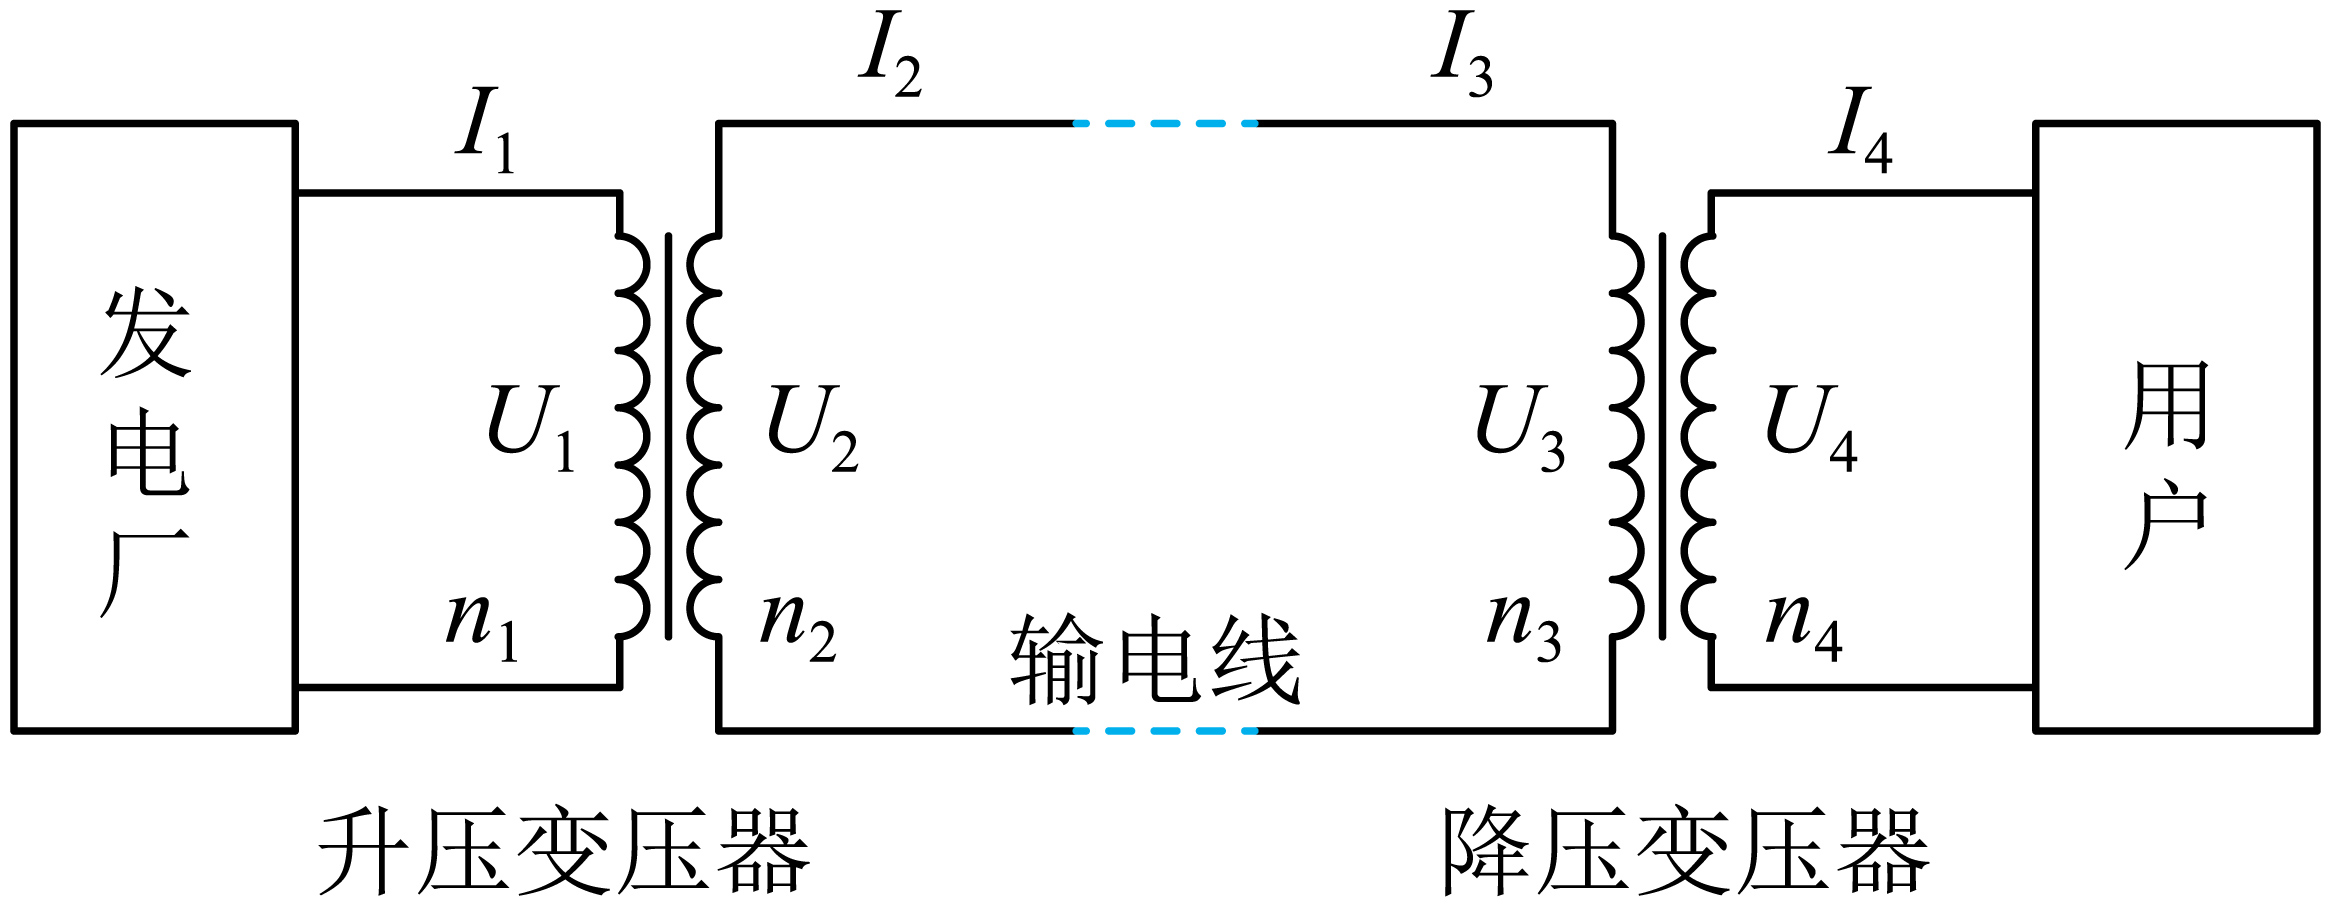 I₂
I₃
I₁
I₄
发电厂
U₁
U₂
U₃
U₄
用户
n₁
n₂
输电线
n₃
n₄
升压变压器
降压变压器